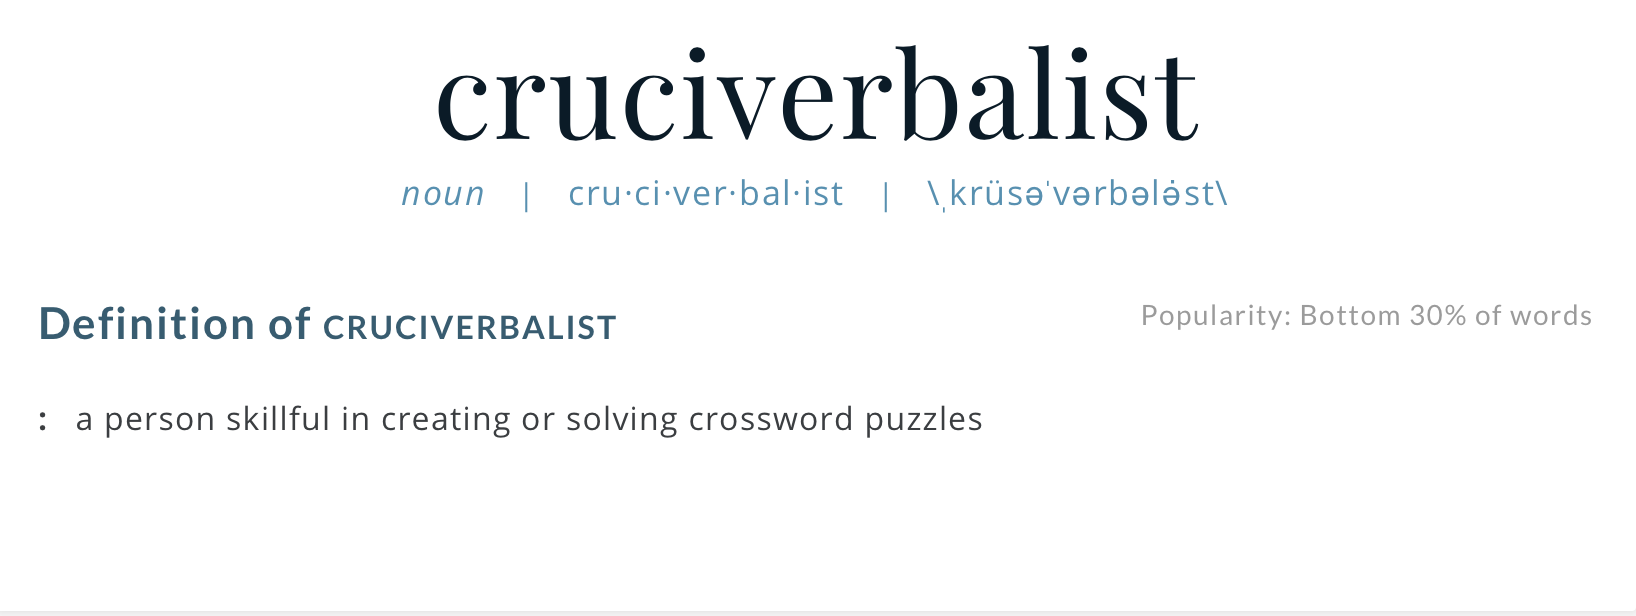 cruciverbalist
noun | cru·ci·ver·bal·ist | \ˌkrüsəˈvərbələ̇st\
Definition of CRUCIVERBALIST
Popularity: Bottom 30% of words
: a person skillful in creating or solving crossword puzzles